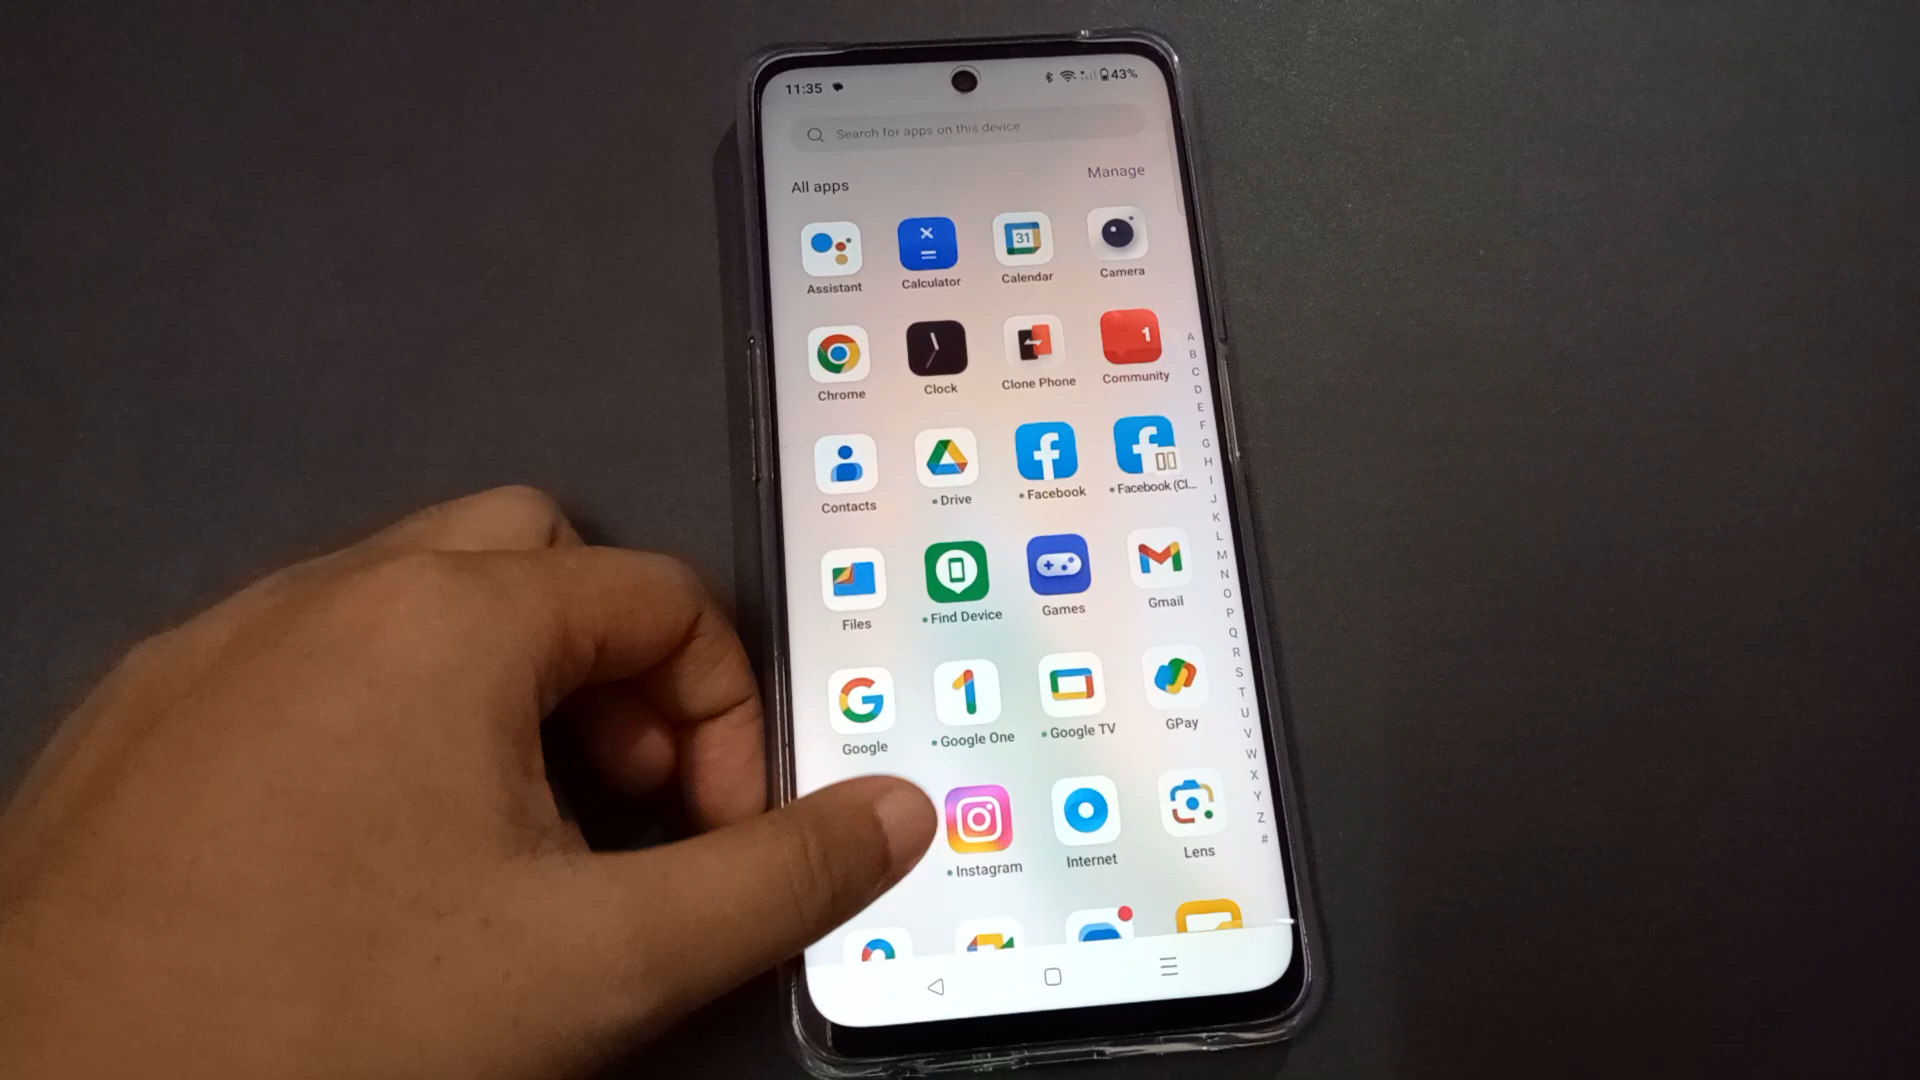 11:35
43%
Search for apps on this device
All apps
Manage
31
Assistant
Calculator
Calendar
Camera
1
Chrome
Clock
Clone Phone
Community
Contacts
• Drive
• Facebook
• Facebook (Cl...
Files
• Find Device
Games
Gmail
Google
• Google One
• Google TV
GPay
• Instagram
Internet
Lens
A
B
C
D
E
F
G
H
I
J
K
L
M
N
O
P
Q
R
S
T
U
V
W
X
Y
Z
#